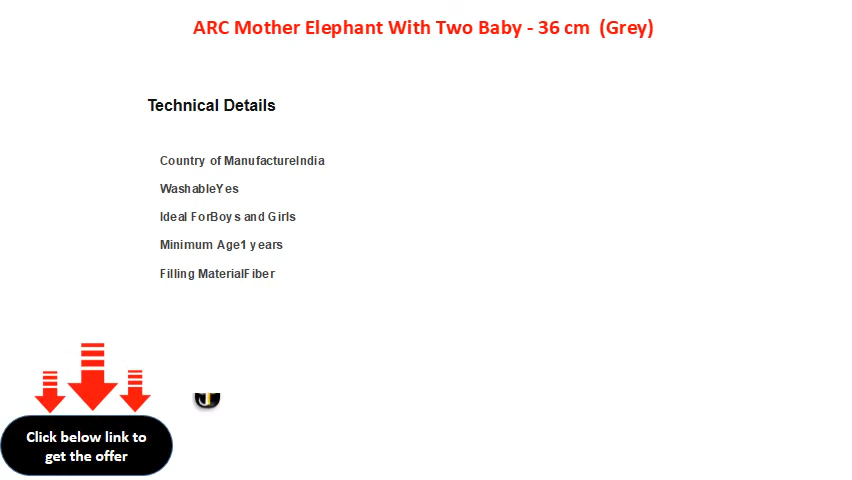 ARC Mother Elephant With Two Baby - 36 cm (Grey)
Technical Details
Country of ManufactureIndia
WashableYes
Ideal ForBoys and Girls
Minimum Age1 years
Filling MaterialFiber
Click below link to
get the offer